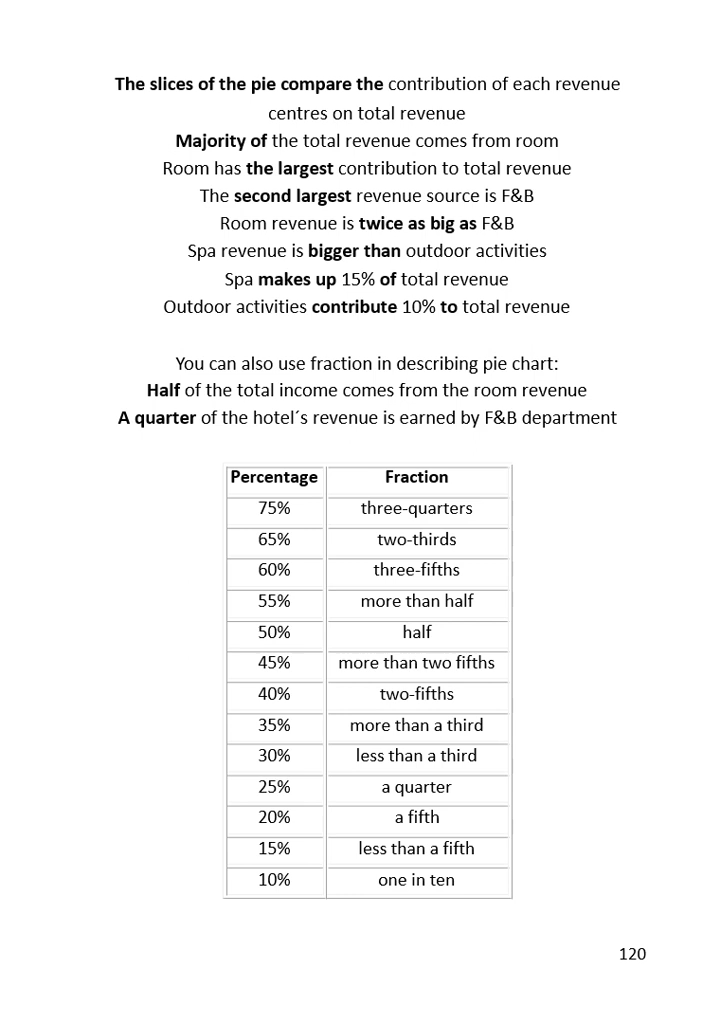 The slices of the pie compare the contribution of each revenue
centres on total revenue
Majority of the total revenue comes from room
Room has the largest contribution to total revenue
The second largest revenue source is F&B
Room revenue is twice as big as F&B
Spa revenue is bigger than outdoor activities
Spa makes up 15% of total revenue
Outdoor activities contribute 10% to total revenue
You can also use fraction in describing pie chart:
Half of the total income comes from the room revenue
A quarter of the hotel´s revenue is earned by F&B department
Percentage Fraction
75% three-quarters
65% two-thirds
60% three-fifths
55% more than half
50% half
45% more than two fifths
40% two-fifths
35% more than a third
30% less than a third
25% a quarter
20% a fifth
15% less than a fifth
10% one in ten
120